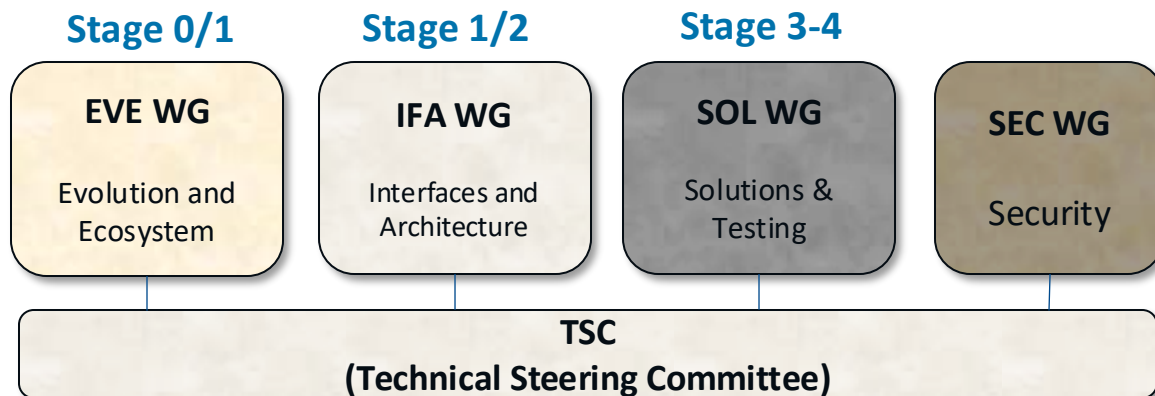 Stage 0/1
Stage 1/2
Stage 3-4
EVE WG
Evolution and
Ecosystem
IFA WG
Interfaces and
Architecture
SOL WG
Solutions &
Testing
SEC WG
Security
TSC
(Technical Steering Committee)